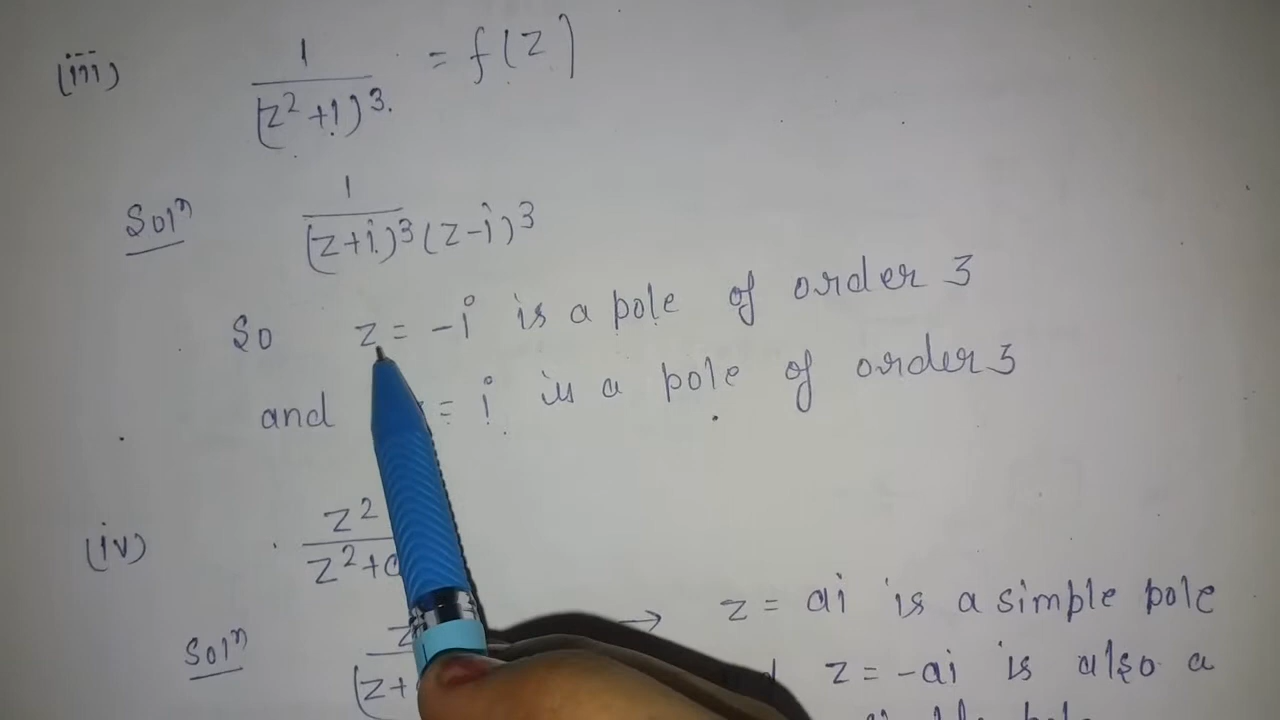 (iii) 1/(z²+1)³ = f(z)
Solⁿ 1/((z+i)³(z-i)³)
So z = -i is a pole of order 3
and = i is a pole of order 3
(iv) z²/z²+
Solⁿ → z = ai is a simple pole
(z+ z = -ai is also a